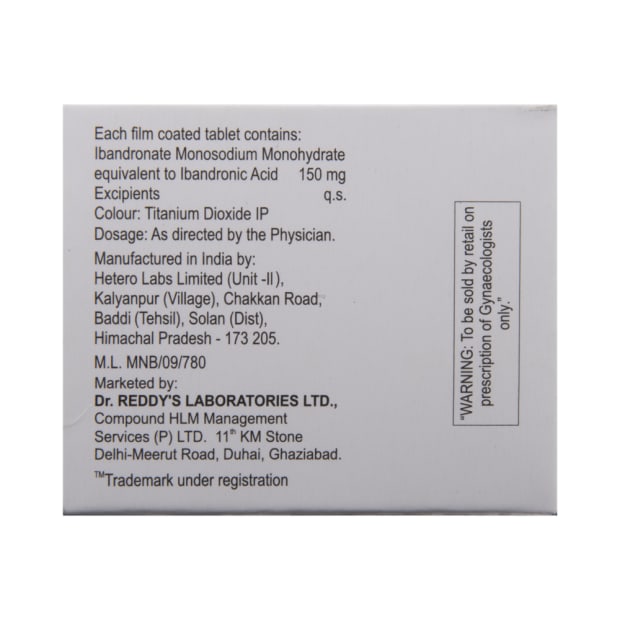 Each film coated tablet contains:
Ibandronate Monosodium Monohydrate
equivalent to Ibandronic Acid 150 mg
Excipients q.s.
Colour: Titanium Dioxide IP
Dosage: As directed by the Physician.
Manufactured in India by:
Hetero Labs Limited (Unit -II),
Kalyanpur (Village), Chakkan Road,
Baddi (Tehsil), Solan (Dist),
Himachal Pradesh - 173 205.
M.L. MNB/09/780
Marketed by:
Dr. REDDY'S LABORATORIES LTD.,
Compound HLM Management
Services (P) LTD. 11th KM Stone
Delhi-Meerut Road, Duhai, Ghaziabad.
™Trademark under registration
"WARNING: To be sold by retail on
prescription of Gynaecologists
only."